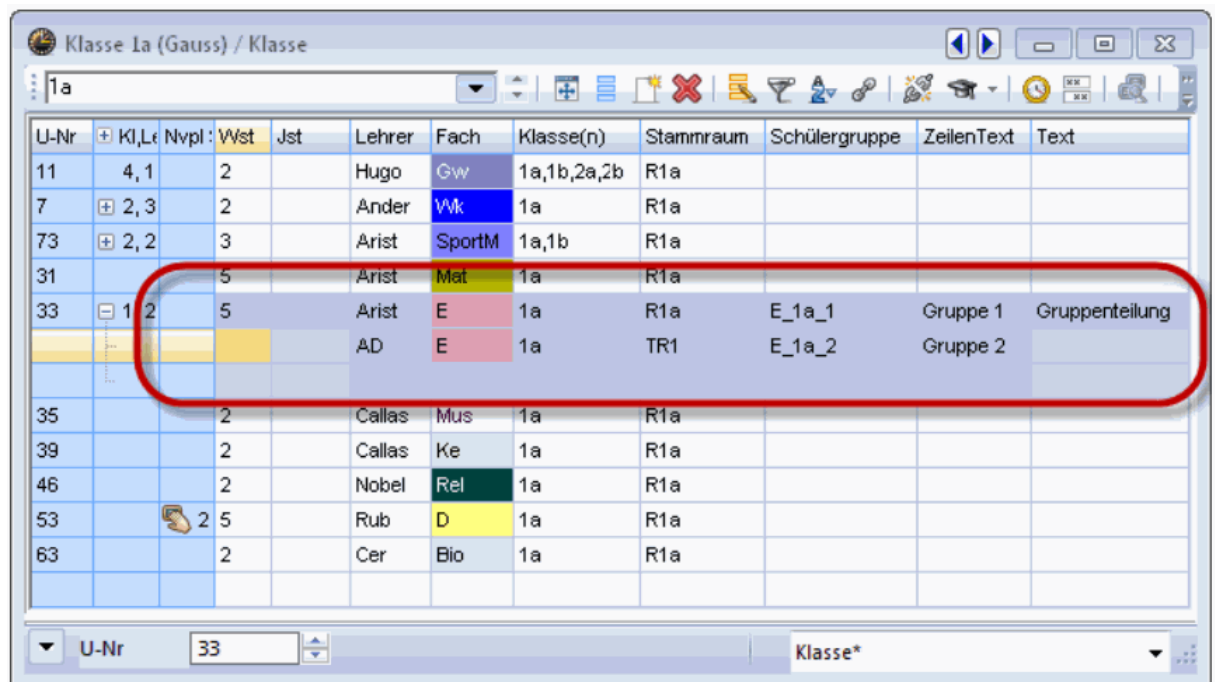 Klasse 1a (Gauss) / Klasse
1a
U-Nr Kl,Le Nvpl Wst Jst Lehrer Fach Klasse(n) Stammraum Schülergruppe ZeilenText Text
11 4, 1 2 Hugo Gw 1a,1b,2a,2b R1a
7 2, 3 2 Ander Wk 1a R1a
73 2, 2 3 Arist SportM 1a,1b R1a
31 5 Arist Mat 1a R1a
33 1, 2 5 Arist E 1a R1a E_1a_1 Gruppe 1 Gruppenteilung
AD E 1a TR1 E_1a_2 Gruppe 2
35 2 Callas Mus 1a R1a
39 2 Callas Ke 1a R1a
46 2 Nobel Rel 1a R1a
53 2 5 Rub D 1a R1a
63 2 Cer Bio 1a R1a
U-Nr 33 Klasse*